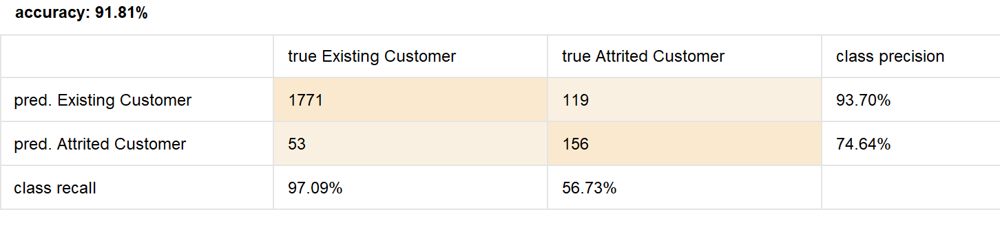 accuracy: 91.81%
true Existing Customer true Attrited Customer class precision
pred. Existing Customer 1771 119 93.70%
pred. Attrited Customer 53 156 74.64%
class recall 97.09% 56.73%